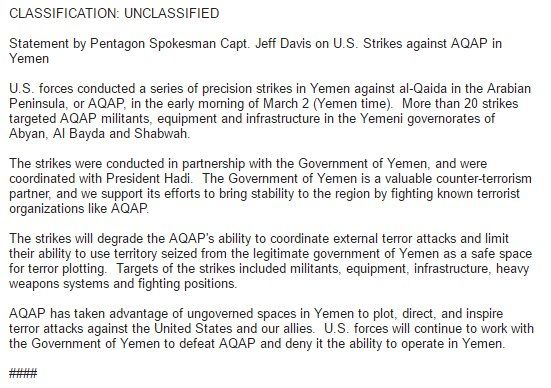 CLASSIFICATION: UNCLASSIFIED
Statement by Pentagon Spokesman Capt. Jeff Davis on U.S. Strikes against AQAP in
Yemen
U.S. forces conducted a series of precision strikes in Yemen against al-Qaida in the Arabian
Peninsula, or AQAP, in the early morning of March 2 (Yemen time).  More than 20 strikes
targeted AQAP militants, equipment and infrastructure in the Yemeni governorates of
Abyan, Al Bayda and Shabwah.
The strikes were conducted in partnership with the Government of Yemen, and were
coordinated with President Hadi.  The Government of Yemen is a valuable counter-terrorism
partner, and we support its efforts to bring stability to the region by fighting known terrorist
organizations like AQAP.
The strikes will degrade the AQAP's ability to coordinate external terror attacks and limit
their ability to use territory seized from the legitimate government of Yemen as a safe space
for terror plotting.  Targets of the strikes included militants, equipment, infrastructure, heavy
weapons systems and fighting positions.
AQAP has taken advantage of ungoverned spaces in Yemen to plot, direct, and inspire
terror attacks against the United States and our allies.  U.S. forces will continue to work with
the Government of Yemen to defeat AQAP and deny it the ability to operate in Yemen.
####